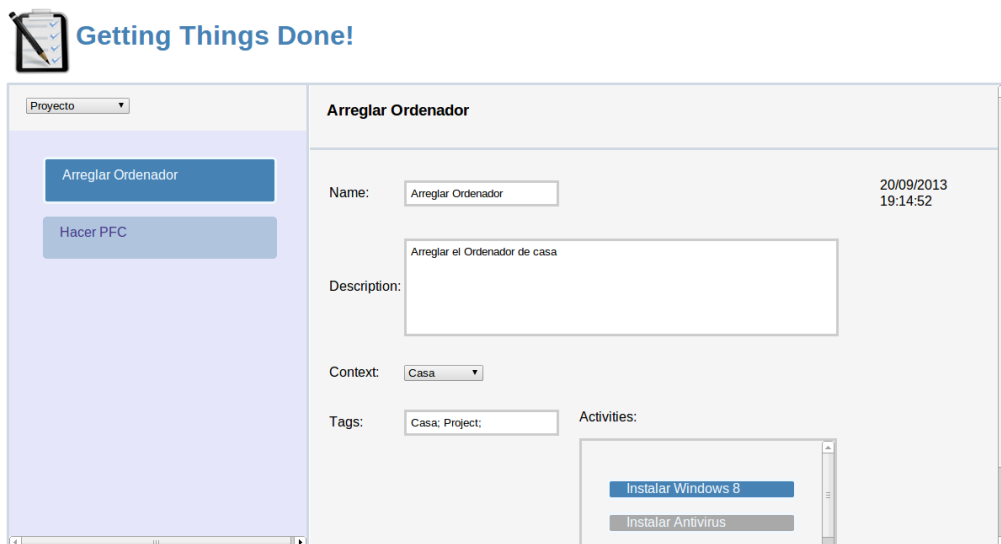 Getting Things Done!
Proyecto
Arreglar Ordenador
Hacer PFC
Arreglar Ordenador
Name:
Arreglar Ordenador
20/09/2013
19:14:52
Description:
Arreglar el Ordenador de casa
Context:
Casa
Tags:
Casa; Project;
Activities:
Instalar Windows 8
Instalar Antivirus